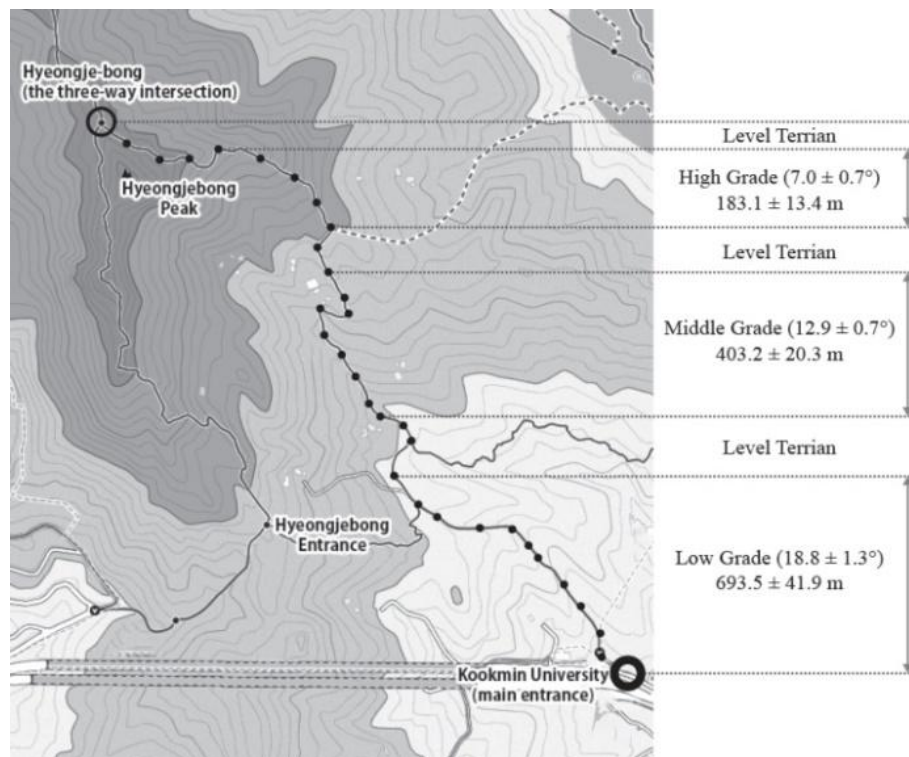 Hyeongje-bong
(the three-way intersection)
Hyeongjebong
Peak
Hyeongjebong
Entrance
Kookmin University
(main entrance)
Level Terrian
High Grade (7.0 ± 0.7°)
183.1 ± 13.4 m
Level Terrian
Middle Grade (12.9 ± 0.7°)
403.2 ± 20.3 m
Level Terrian
Low Grade (18.8 ± 1.3°)
693.5 ± 41.9 m